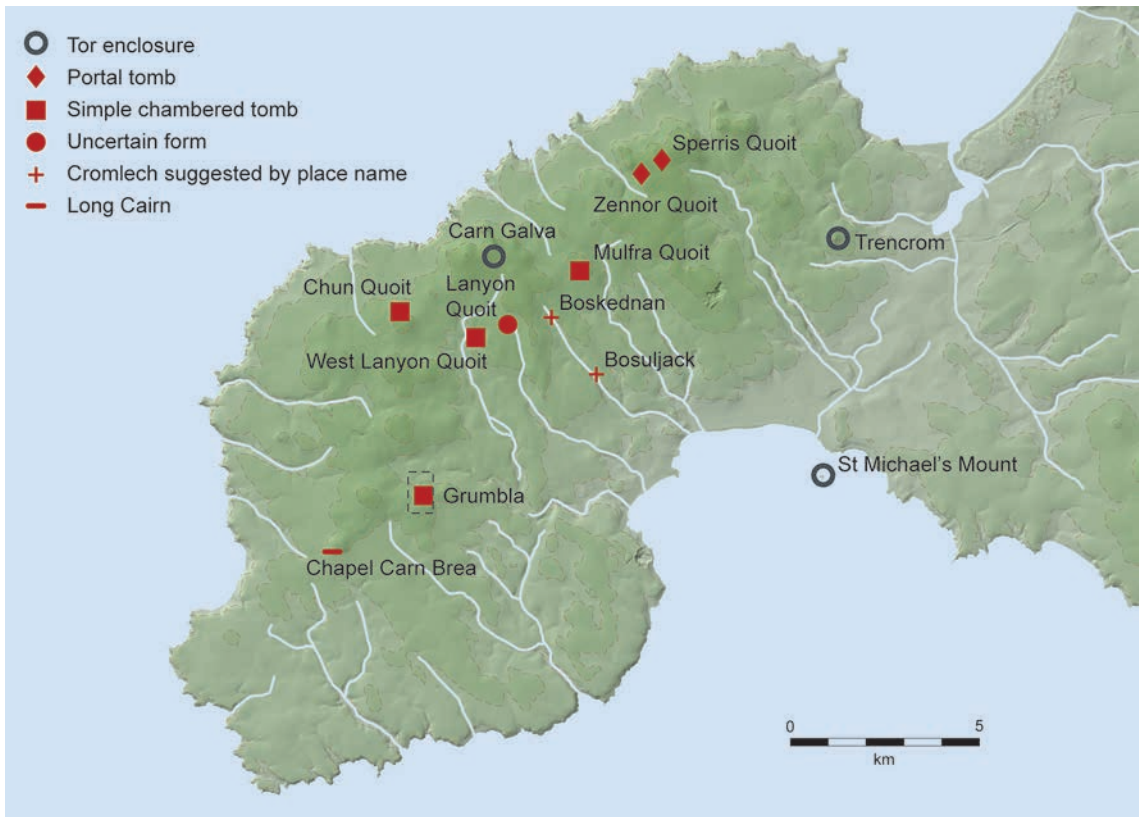 Tor enclosure
Portal tomb
Simple chambered tomb
Uncertain form
Cromlech suggested by place name
Long Cairn
Sperris Quoit
Zennor Quoit
Carn Galva
Trencrom
Mulfra Quoit
Chun Quoit
Lanyon
Quoit
Boskednan
West Lanyon Quoit
Bosuljack
St Michael's Mount
Grumbla
Chapel Carn Brea
0 5
km